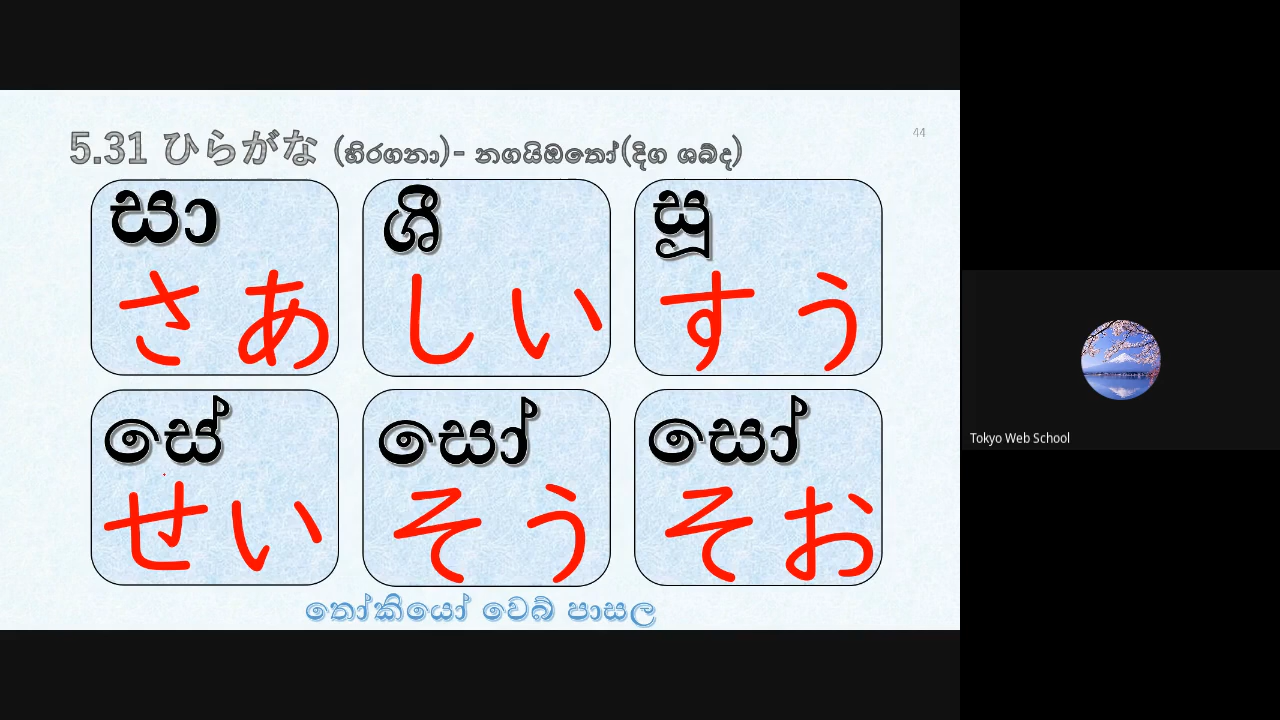 44
5.31 ひらがな (හිරගනා)- නගයිඔතෝ(දිග ශබ්ද)
සා ශී සූ
さあ しい すう
සේ සෝ සෝ
せい そう そお
තෝකියෝ වෙබ් පාසල
Tokyo Web School